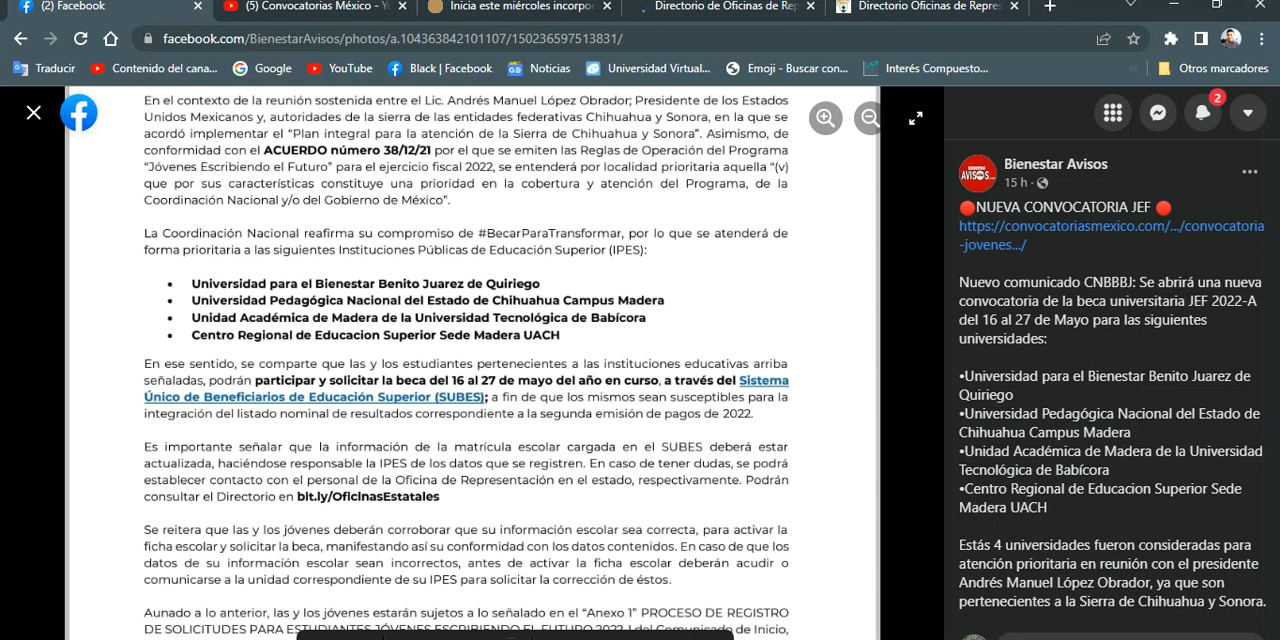 (2) Facebook
(5) Convocatorias México - Yo
Inicia este miércoles incorpor
Directorio de Oficinas de Rep
Directorio Oficinas de Repres
facebook.com/BienestarAvisos/photos/a.104363842101107/150236597513831/
Traducir
Contenido del cana...
Google
YouTube
Black | Facebook
Noticias
Universidad Virtual...
Emoji - Buscar con...
Interés Compuesto...
Otros marcadores
En el contexto de la reunión sostenida entre el Lic. Andrés Manuel López Obrador; Presidente de los Estados
Unidos Mexicanos y, autoridades de la sierra de las entidades federativas Chihuahua y Sonora, en la que se
acordó implementar el “Plan integral para la atención de la Sierra de Chihuahua y Sonora”. Asimismo, de
conformidad con el ACUERDO número 38/12/21 por el que se emiten las Reglas de Operación del Programa
“Jóvenes Escribiendo el Futuro” para el ejercicio fiscal 2022, se entenderá por localidad prioritaria aquella “(v)
que por sus características constituye una prioridad en la cobertura y atención del Programa, de la
Coordinación Nacional y/o del Gobierno de México”.
La Coordinación Nacional reafirma su compromiso de #BecarParaTransformar, por lo que se atenderá de
forma prioritaria a las siguientes Instituciones Públicas de Educación Superior (IPES):
• Universidad para el Bienestar Benito Juarez de Quiriego
• Universidad Pedagógica Nacional del Estado de Chihuahua Campus Madera
• Unidad Académica de Madera de la Universidad Tecnológica de Babícora
• Centro Regional de Educacion Superior Sede Madera UACH
En ese sentido, se comparte que las y los estudiantes pertenecientes a las instituciones educativas arriba
señaladas, podrán participar y solicitar la beca del 16 al 27 de mayo del año en curso, a través del Sistema
Único de Beneficiarios de Educación Superior (SUBES); a fin de que los mismos sean susceptibles para la
integración del listado nominal de resultados correspondiente a la segunda emisión de pagos de 2022.
Es importante señalar que la información de la matrícula escolar cargada en el SUBES deberá estar
actualizada, haciéndose responsable la IPES de los datos que se registren. En caso de tener dudas, se podrá
establecer contacto con el personal de la Oficina de Representación en el estado, respectivamente. Podrán
consultar el Directorio en bit.ly/OficinasEstatales
Se reitera que las y los jóvenes deberán corroborar que su información escolar sea correcta, para activar la
ficha escolar y solicitar la beca, manifestando así su conformidad con los datos contenidos. En caso de que los
datos de su información escolar sean incorrectos, antes de activar la ficha escolar deberán acudir o
comunicarse a la unidad correspondiente de su IPES para solicitar la corrección de éstos.
Aunado a lo anterior, las y los jóvenes estarán sujetos a lo señalado en el “Anexo 1” PROCESO DE REGISTRO
DE SOLICITUDES PARA ESTUDIANTES JÓVENES ESCRIBIENDO EL FUTURO 2022-I del Comunicado de Inicio,
2
Bienestar Avisos
BIENESTAR
AVISOS
15 h ·
NUEVA CONVOCATORIA JEF
https://convocatoriasmexico.com/.../convocatoria
-jovenes.../
Nuevo comunicado CNBBBJ: Se abrirá una nueva
convocatoria de la beca universitaria JEF 2022-A
del 16 al 27 de Mayo para las siguientes
universidades:
•Universidad para el Bienestar Benito Juarez de
Quiriego
•Universidad Pedagógica Nacional del Estado de
Chihuahua Campus Madera
•Unidad Académica de Madera de la Universidad
Tecnológica de Babícora
•Centro Regional de Educacion Superior Sede
Madera UACH
Estás 4 universidades fueron consideradas para
atención prioritaria en reunión con el presidente
Andrés Manuel López Obrador, ya que son
pertenecientes a la Sierra de Chihuahua y Sonora.